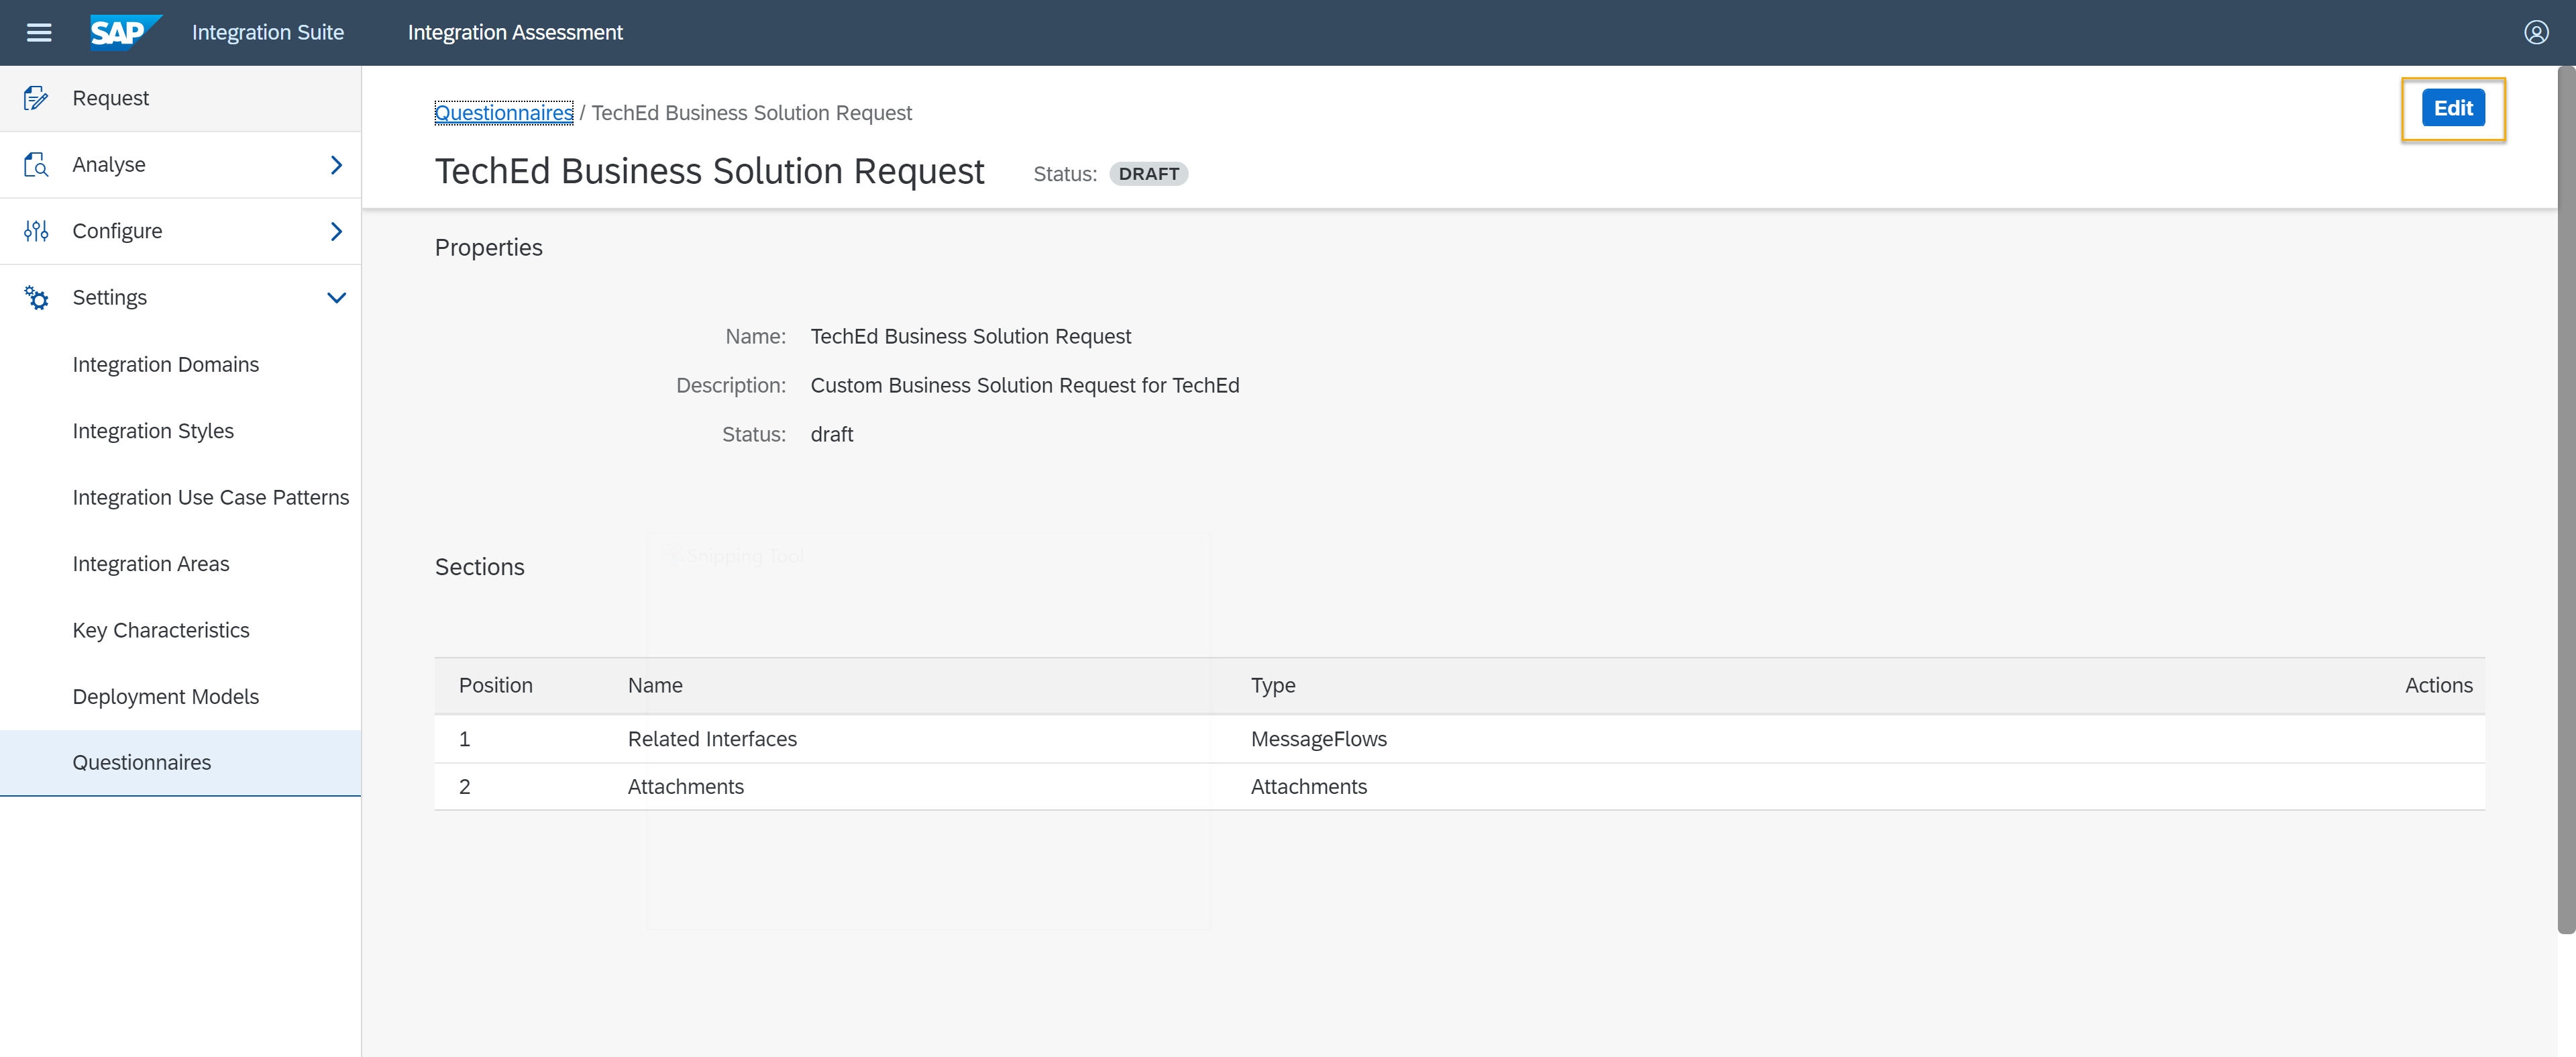 SAP Integration Suite Integration Assessment
Request
Analyse
Configure
Settings
Integration Domains
Integration Styles
Integration Use Case Patterns
Integration Areas
Key Characteristics
Deployment Models
Questionnaires
Questionnaires / TechEd Business Solution Request
Edit
TechEd Business Solution Request Status: DRAFT
Properties
Name: TechEd Business Solution Request
Description: Custom Business Solution Request for TechEd
Status: draft
Snipping Tool
Sections
Position Name Type Actions
1 Related Interfaces MessageFlows
2 Attachments Attachments